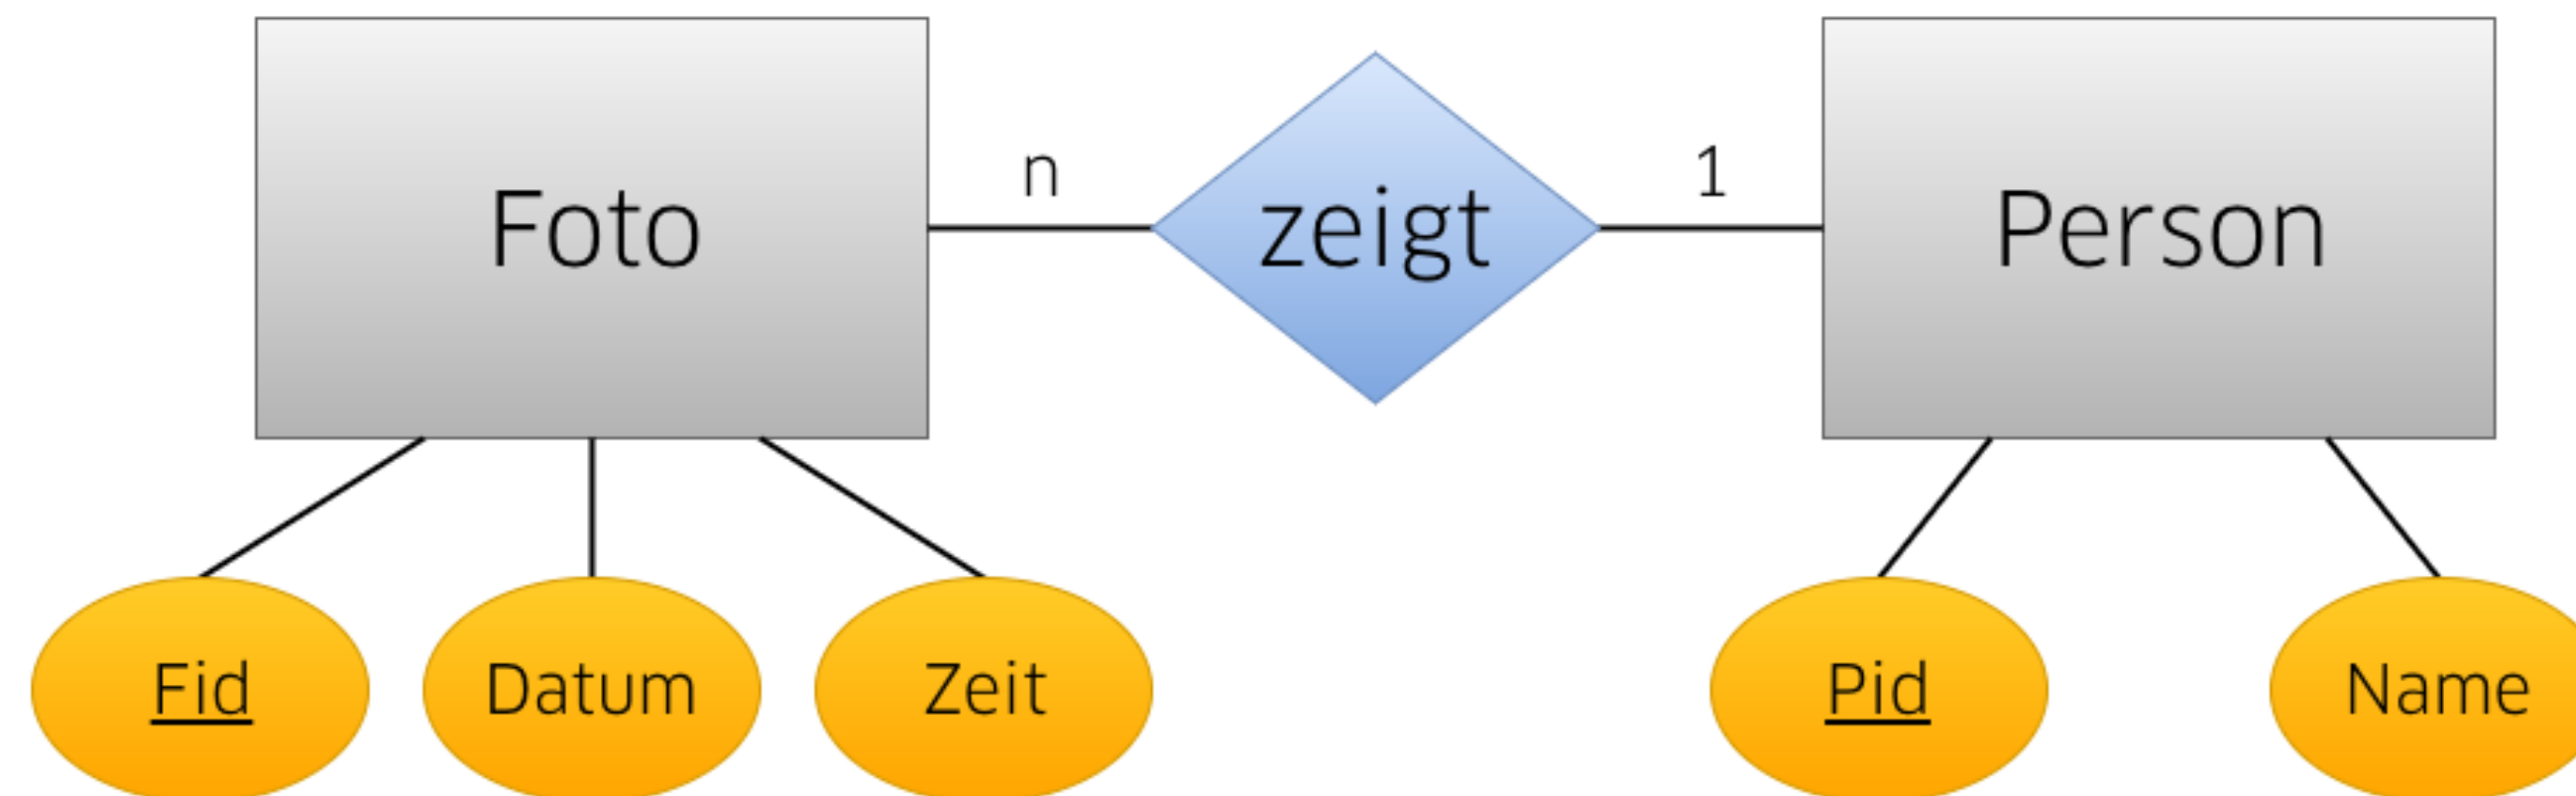 Foto
n
zeigt
1
Person
Fid
Datum
Zeit
Pid
Name